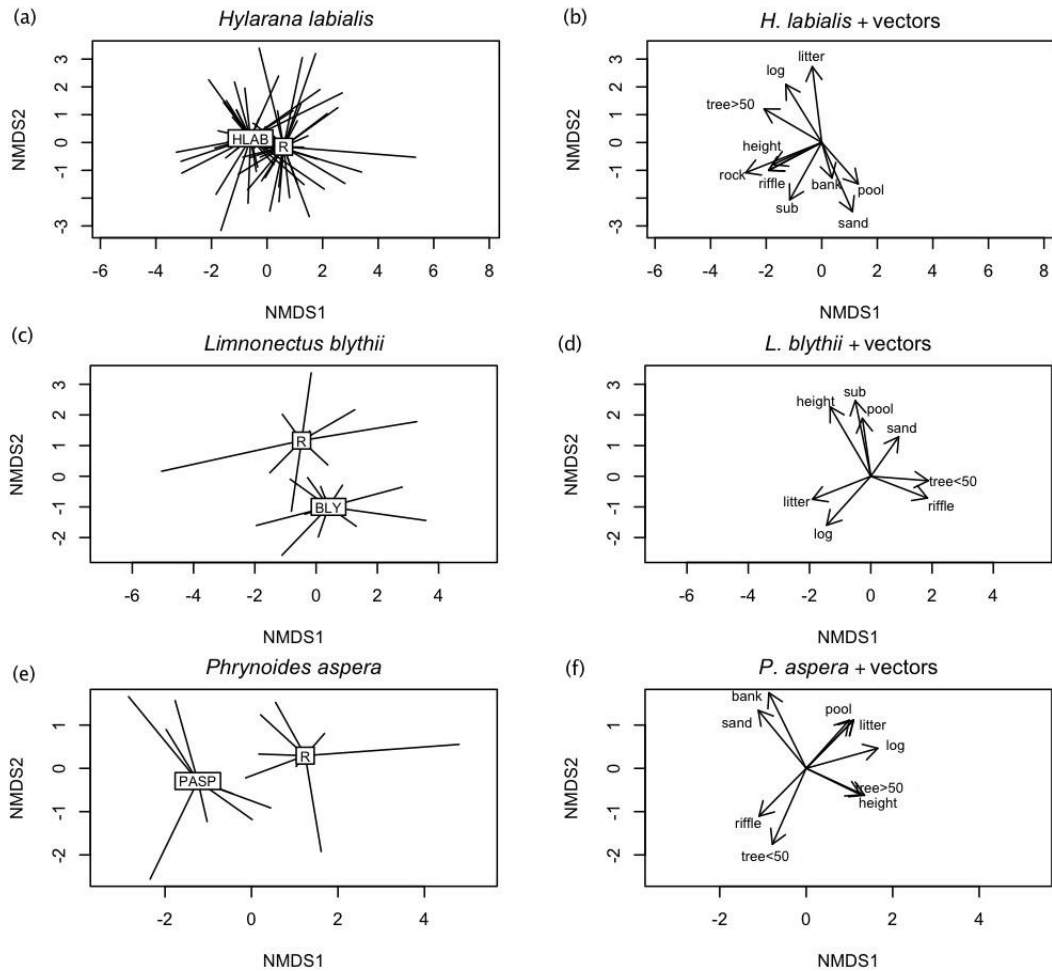 (a) Hylarana labialis
NMDS2
3
2
1
0
-1
-3
HLAB
R
-6 -4 -2 0 2 4 6 8
NMDS1
(b) H. labialis + vectors
NMDS2
3
2
1
0
-1
-3
litter
log
tree>50
height
rock
riffle
bank
pool
sub
sand
-6 -4 -2 0 2 4 6 8
NMDS1
(c) Limnonectus blythii
NMDS2
3
2
1
0
-1
-2
R
BLY
-6 -4 -2 0 2 4
NMDS1
(d) L. blythii + vectors
NMDS2
3
2
1
0
-1
-2
sub
height
pool
sand
tree<50
litter
riffle
log
-6 -4 -2 0 2 4
NMDS1
(e) Phrynoides aspera
NMDS2
1
0
-1
-2
R
PASP
-2 0 2 4
NMDS1
(f) P. aspera + vectors
NMDS2
1
0
-1
-2
bank
pool
sand
litter
log
tree>50
height
riffle
tree<50
-2 0 2 4
NMDS1